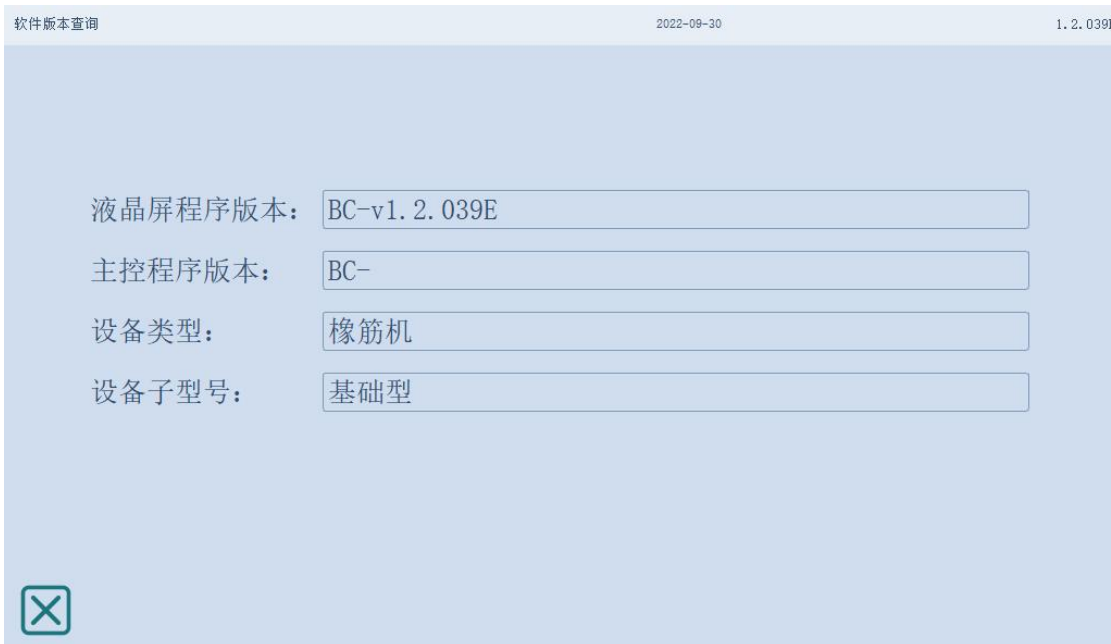 软件版本查询 2022-09-30 1.2.039E
液晶屏程序版本： BC-v1.2.039E
主控程序版本： BC-
设备类型： 橡筋机
设备子型号： 基础型